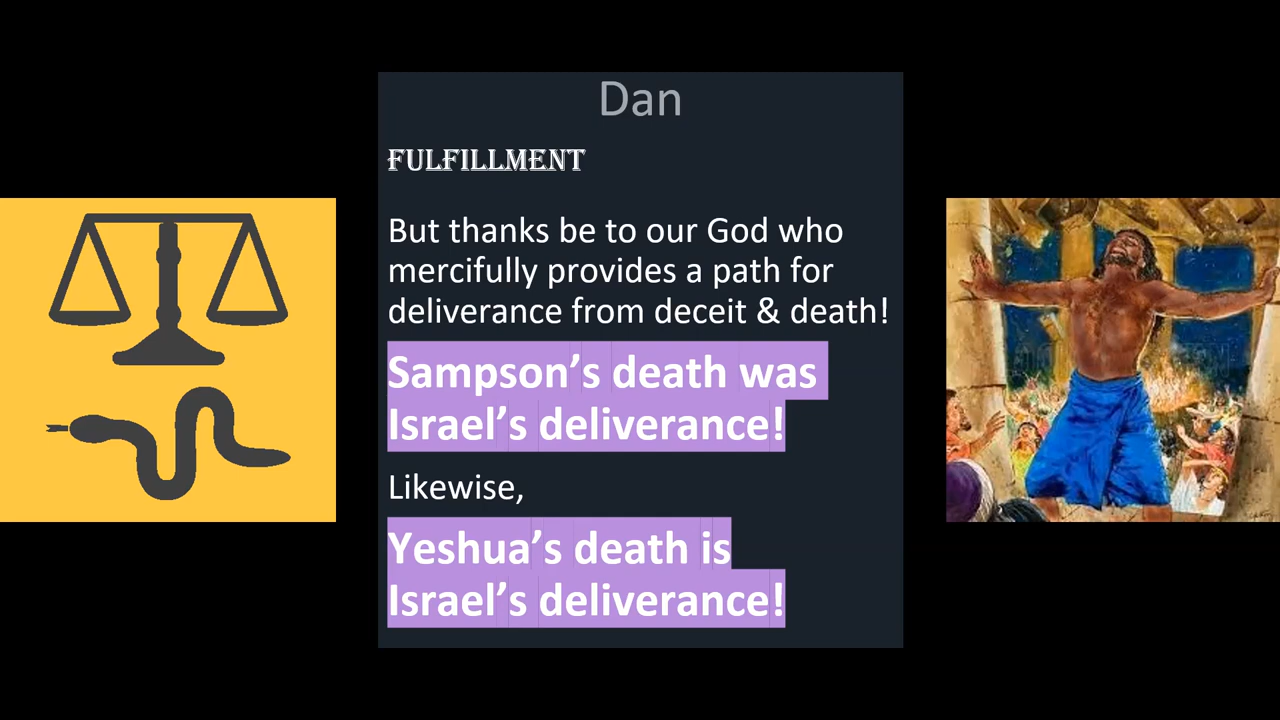 Dan
FULFILLMENT
But thanks be to our God who
mercifully provides a path for
deliverance from deceit & death!
Sampson’s death was
Israel’s deliverance!
Likewise,
Yeshua’s death is
Israel’s deliverance!